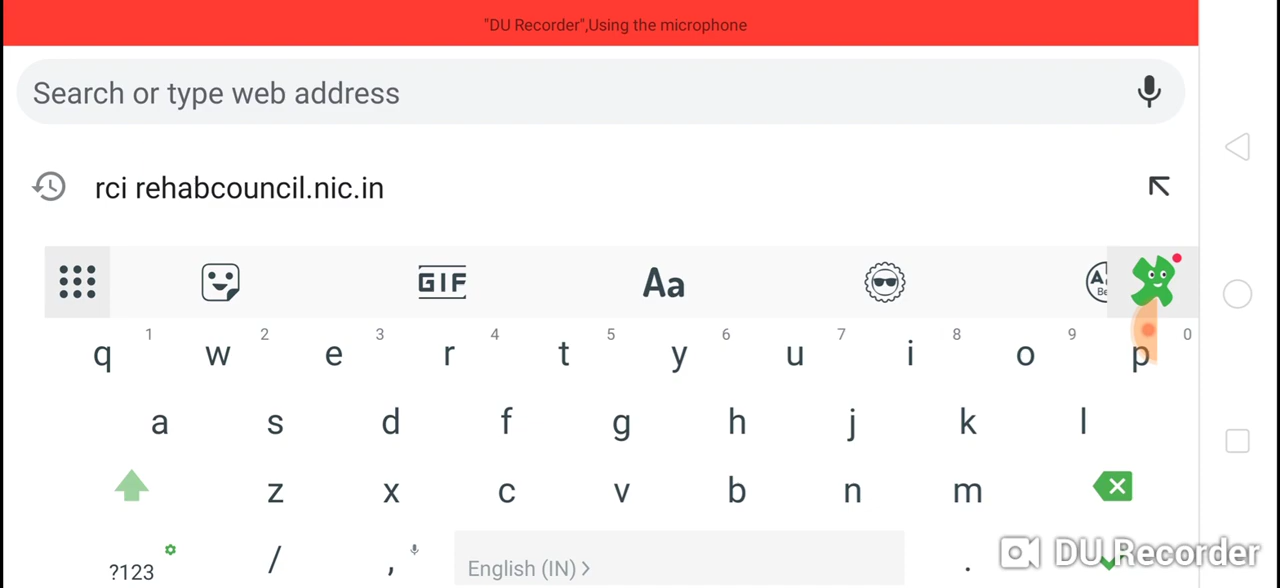 "DU Recorder",Using the microphone
Search or type web address
rci rehabcouncil.nic.in
GIF Aa
1 2 3 4 5 6 7 8 9 0
q w e r t y u i o p
a s d f g h j k l
z x c v b n m
?123 / , English (IN) > .
DU Recorder